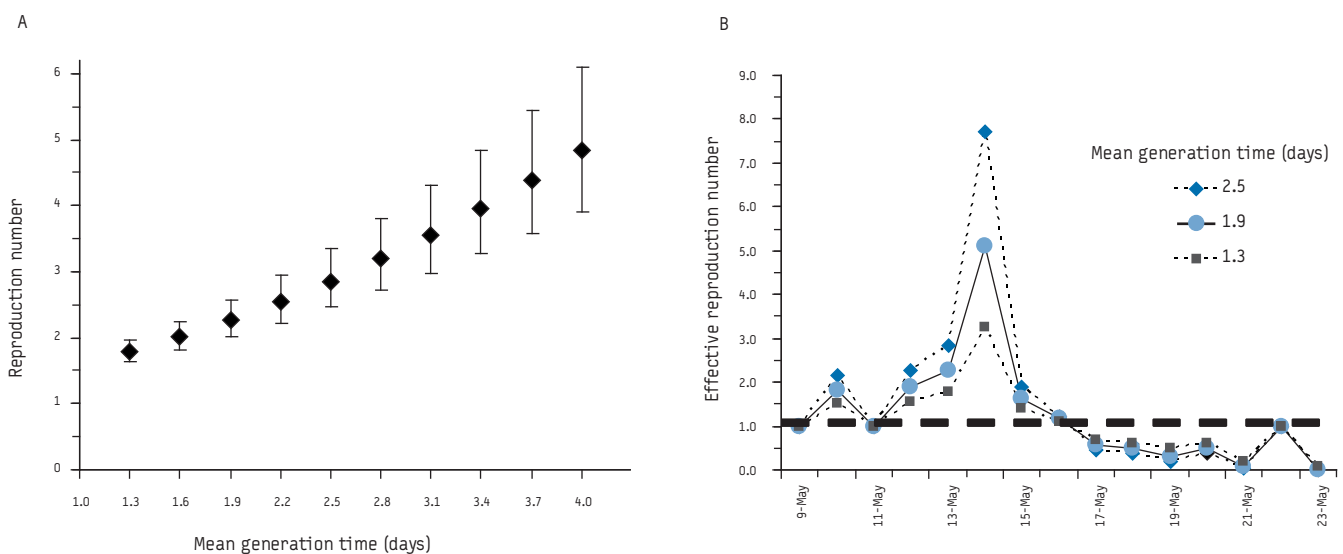 A
Reproduction number
6
5
4
3
2
1
0
1.0 1.3 1.6 1.9 2.2 2.5 2.8 3.1 3.4 3.7 4.0
Mean generation time (days)
B
Effective reproduction number
9.0
8.0
7.0
6.0
5.0
4.0
3.0
2.0
1.0
0.0
9-May 11-May 13-May 15-May 17-May 19-May 21-May 23-May
Mean generation time (days)
2.5
1.9
1.3